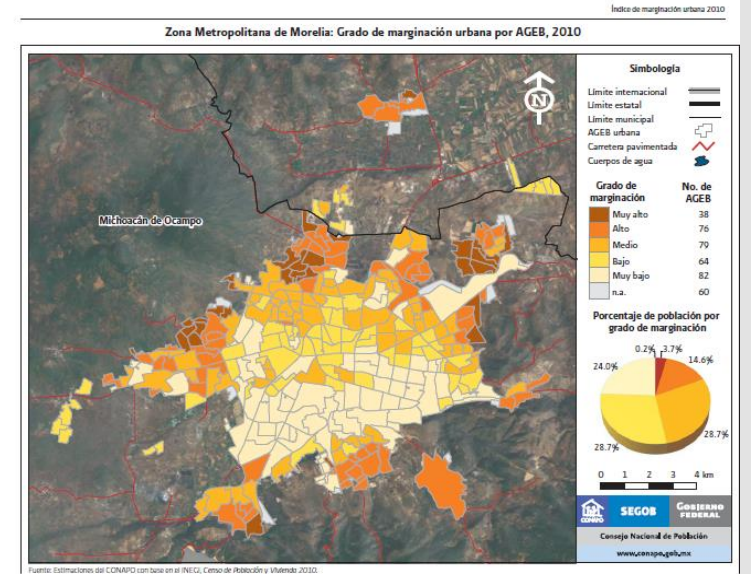 Índice de marginación urbana 2010
Zona Metropolitana de Morelia: Grado de marginación urbana por AGEB, 2010
Michoacán de Ocampo
N
Simbología
Límite internacional
Límite estatal
Límite municipal
AGEB urbana
Carretera pavimentada
Cuerpos de agua
Grado de marginación No. de AGEB
Muy alto 38
Alto 76
Medio 79
Bajo 64
Muy bajo 82
n.a. 60
Porcentaje de población por
grado de marginación
0.2% 3.7%
24.0% 14.6%
28.7% 28.7%
0 1 2 3 4 km
CONAPO SEGOB GOBIERNO FEDERAL
Consejo Nacional de Población
www.conapo.gob.mx
Fuente: Estimaciones del CONAPO con base en el INEGI, Censo de Población y Vivienda 2010.